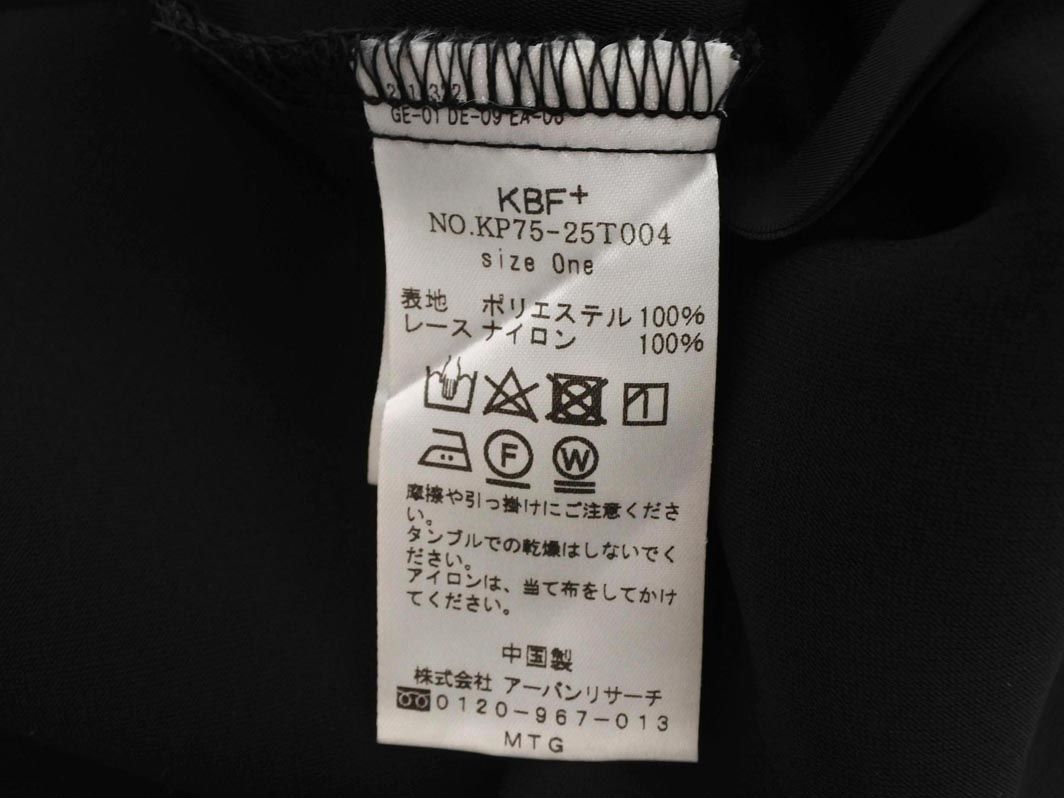 2132
GE-01 DE-09 EA-06
KBF+
NO.KP75-25T004
size One
表地 ポリエステル 100%
レース ナイロン 100%
F W
摩擦や引っ掛けにご注意くださ
い。
タンブルでの乾燥はしないでく
ださい。
アイロンは、当て布をしてかけ
てください。
中国製
株式会社 アーバンリサーチ
0120-967-013
MTG